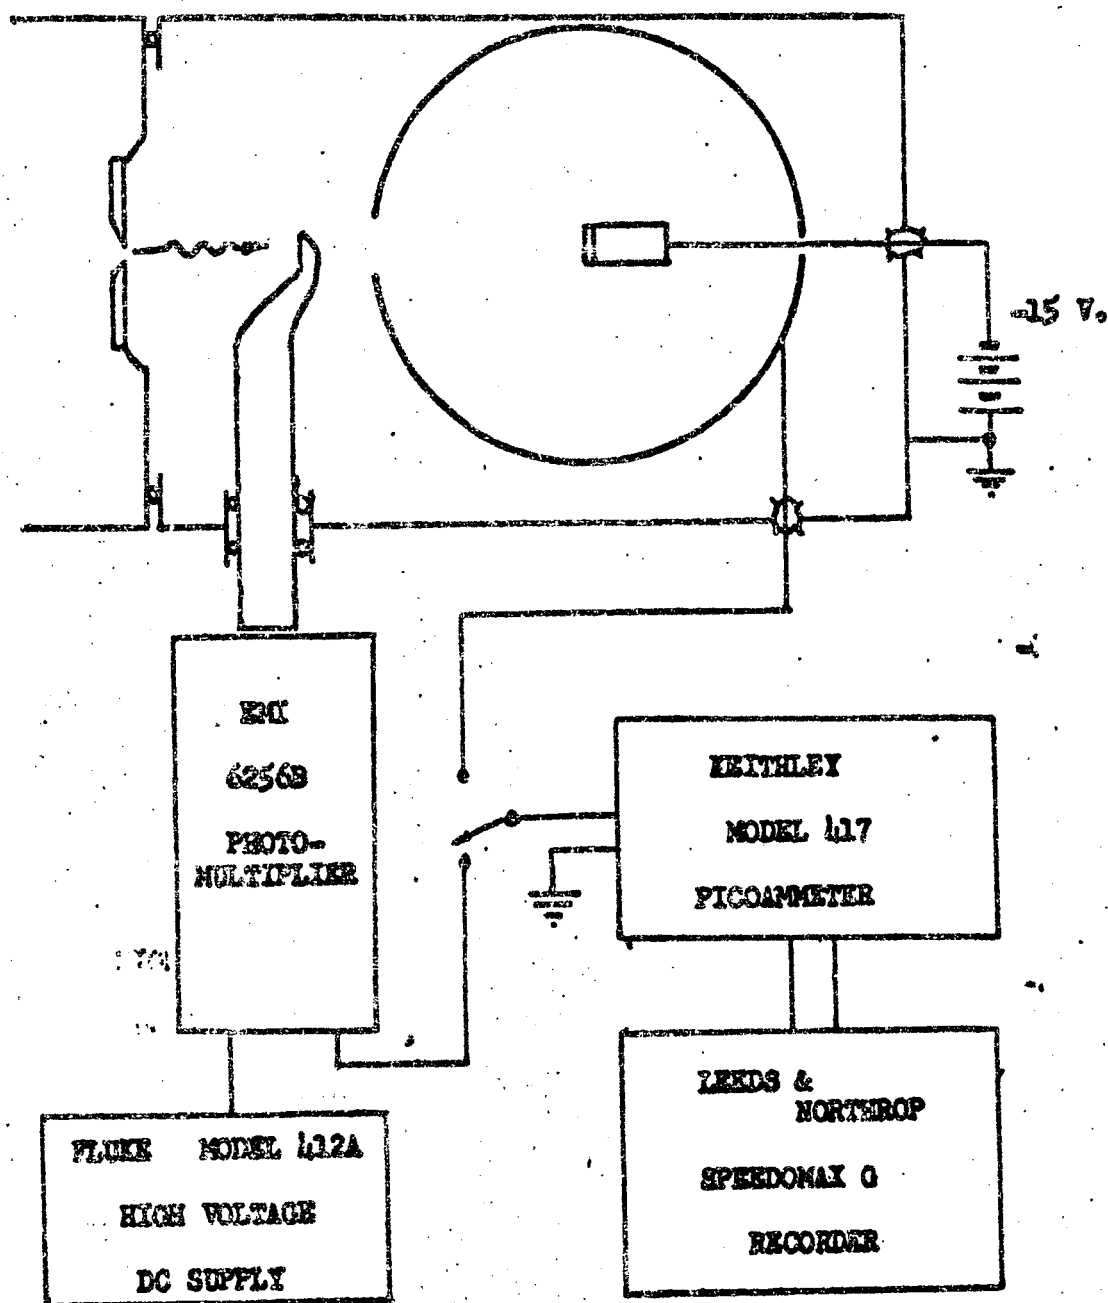 -15 V.
EMI
6256B
PHOTO-
MULTIPLIER
KEITHLEY
MODEL 417
PICOAMMETER
LEEDS &
NORTHROP
SPEEDOMAX G
RECORDER
FLUKE MODEL 412A
HIGH VOLTAGE
DC SUPPLY